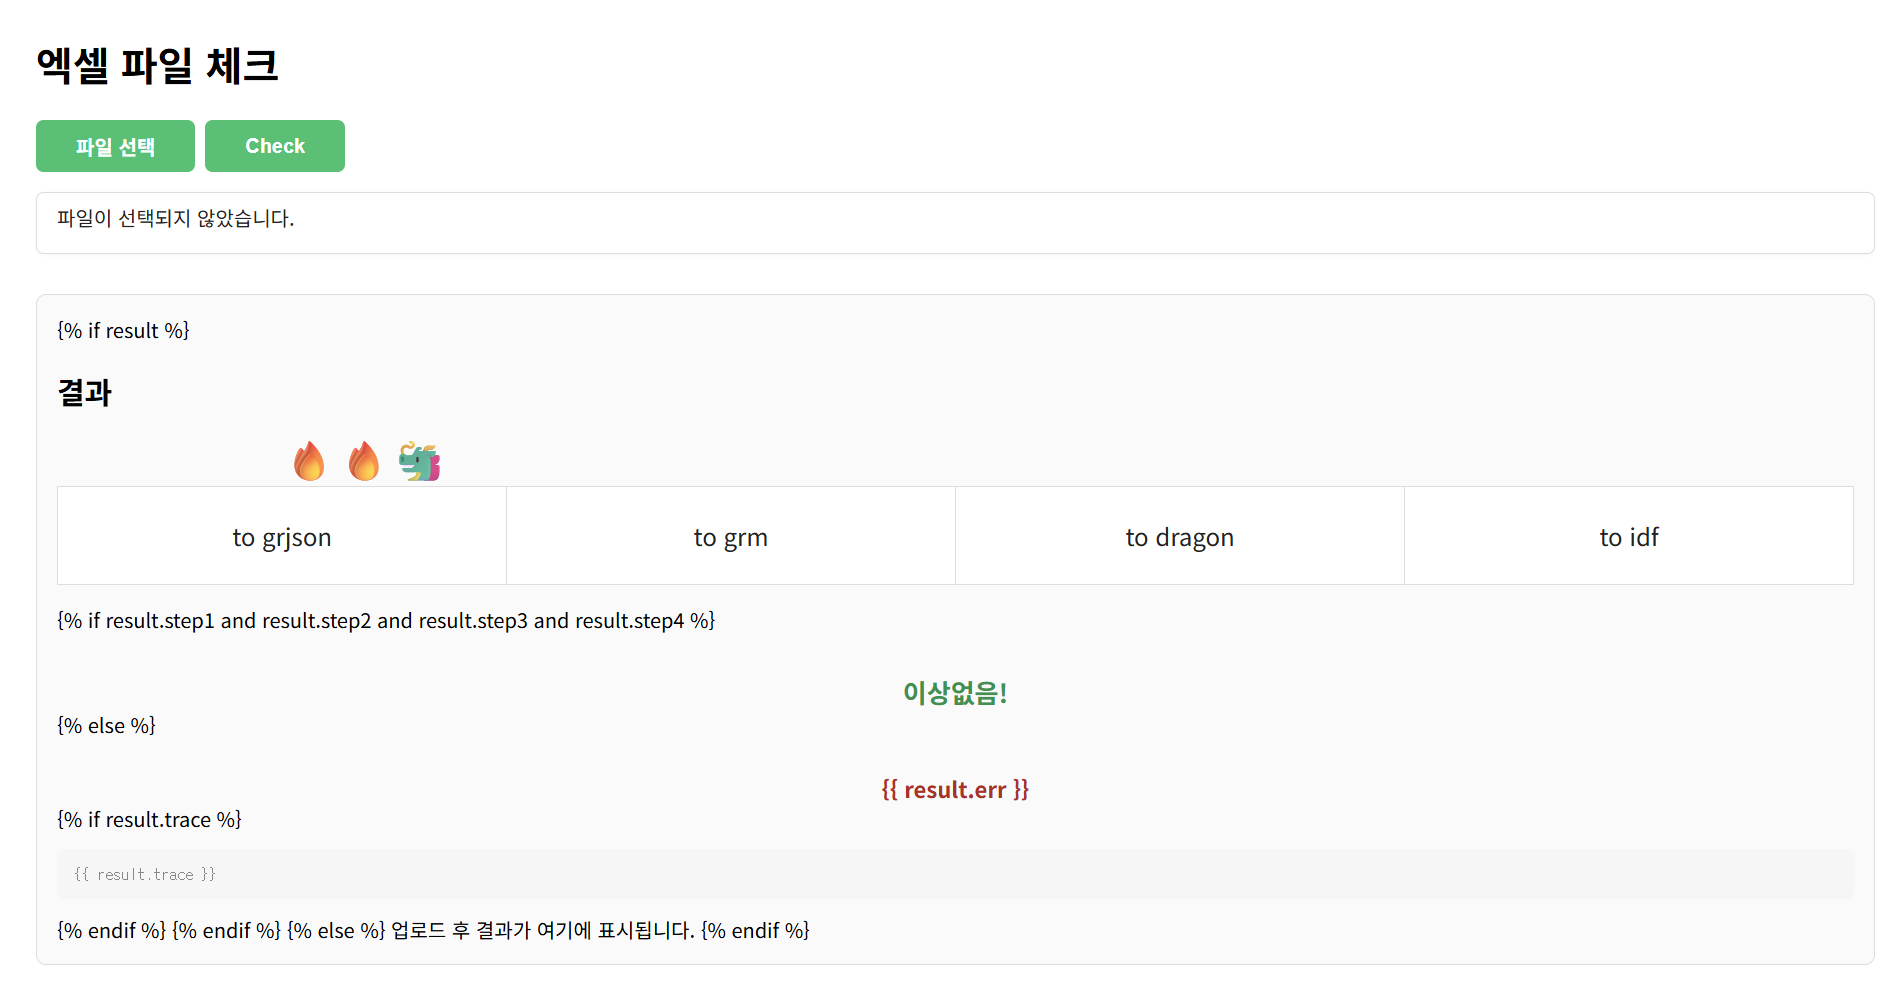 엑셀 파일 체크
파일 선택 Check
파일이 선택되지 않았습니다.
{% if result %}
결과
to grjson to grm to dragon to idf
{% if result.step1 and result.step2 and result.step3 and result.step4 %}
이상없음!
{% else %}
{{ result.err }}
{% if result.trace %}
{{ result.trace }}
{% endif %} {% endif %} {% else %} 업로드 후 결과가 여기에 표시됩니다. {% endif %}